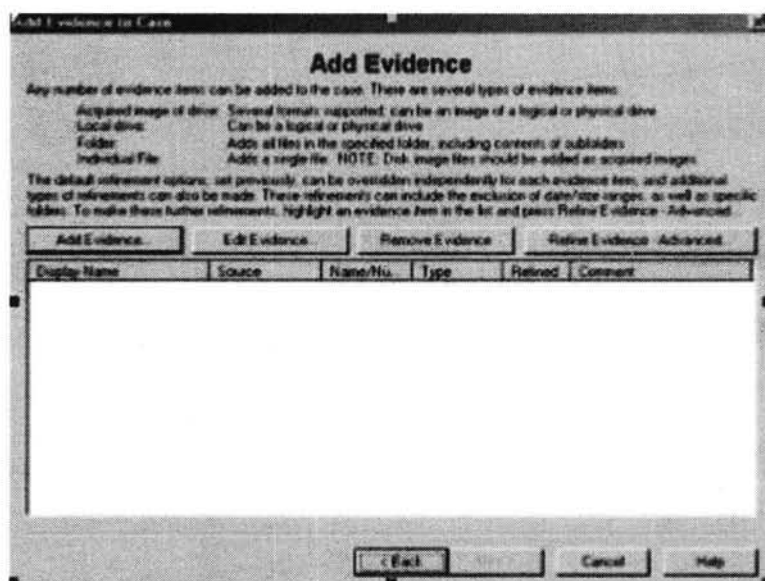 Add Evidence to Case
Add Evidence
Any number of evidence items can be added to the case. There are several types of evidence items:
Acquired image of drive: Several formats supported; can be an image of a logical or physical drive
Local drive: Can be a logical or physical drive
Folder: Adds all files in the specified folder, including contents of subfolders
Individual File: Adds a single file. NOTE: Disk image files should be added as acquired images
The default refinement options, set previously, can be overridden independently for each evidence item, and additional
types of refinements can also be made. These refinements can include the exclusion of date/size ranges, as well as specific
folders. To make these further refinements, highlight an evidence item in the list and press Refine Evidence - Advanced.
Add Evidence... Edit Evidence... Remove Evidence Refine Evidence - Advanced...
Display Name Source Name/Nu... Type Refined Comment
< Back Cancel Help